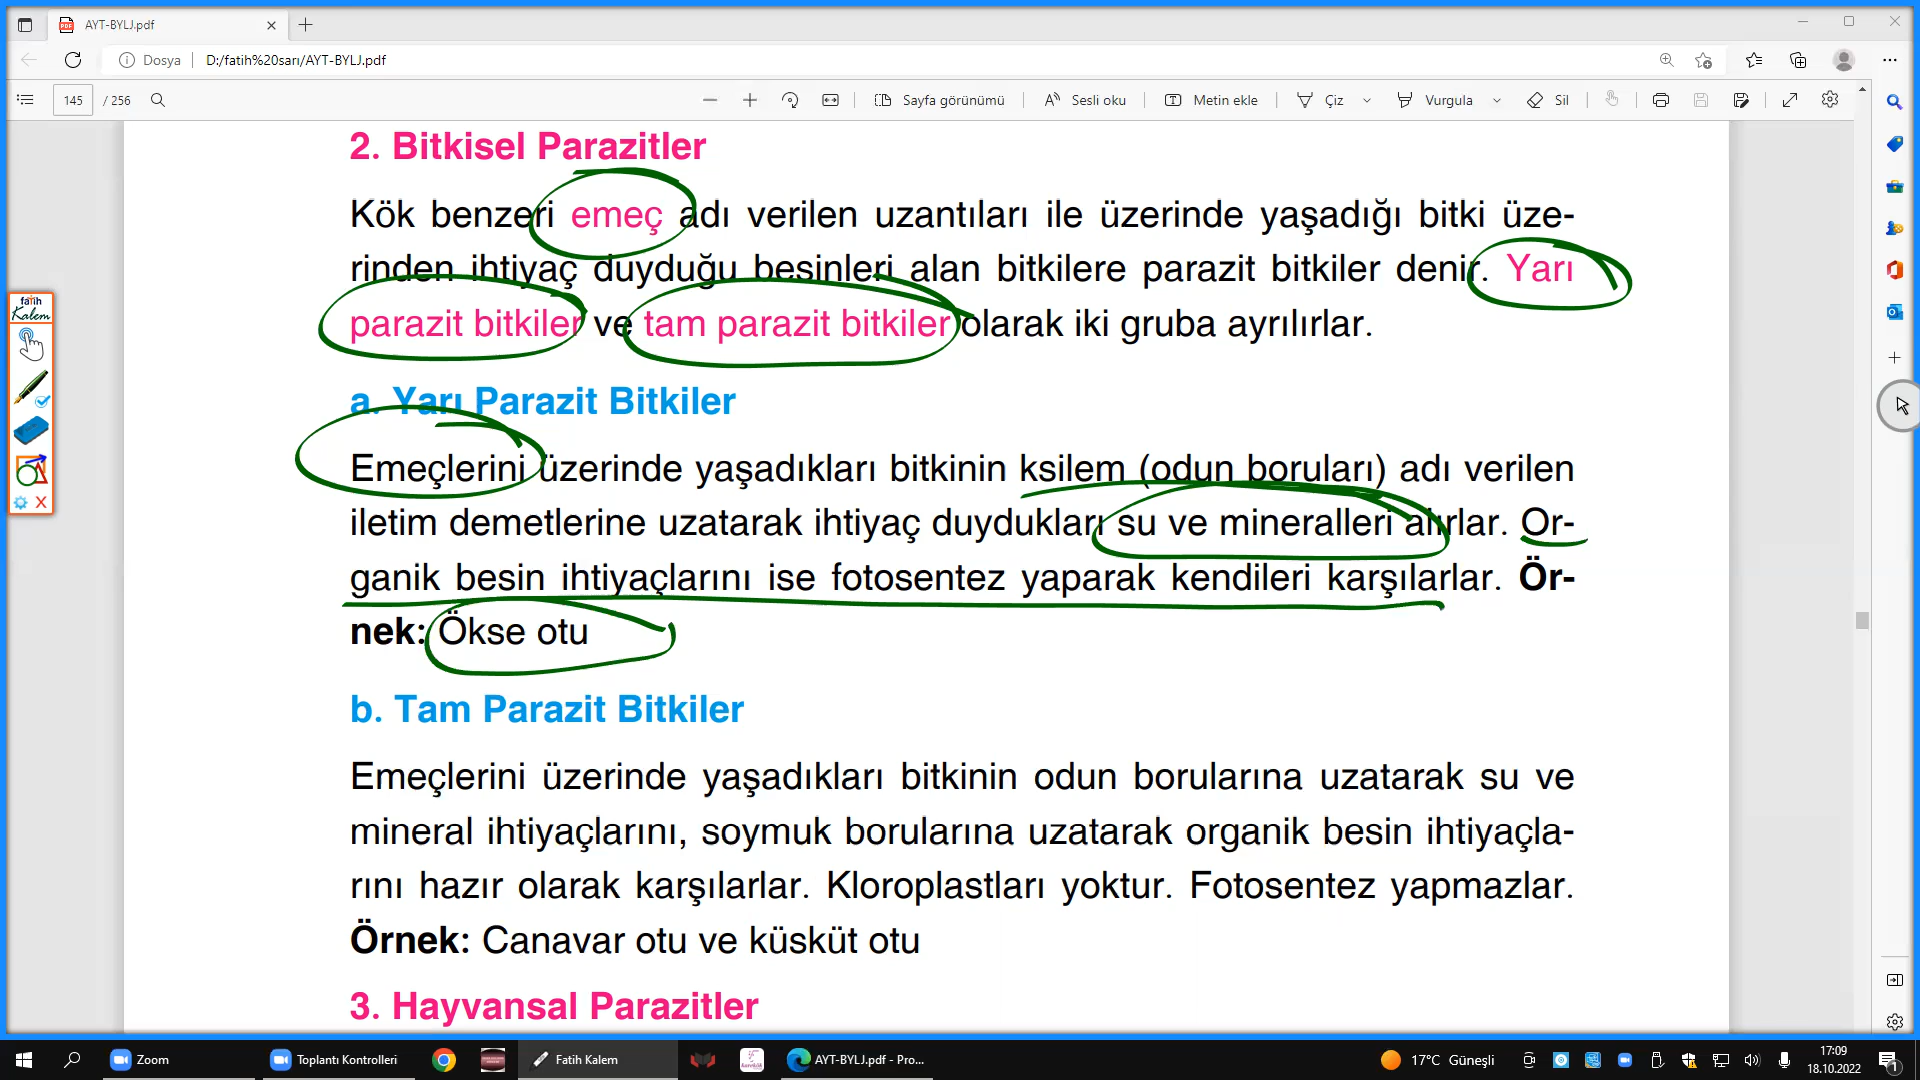 AYT-BYLJ.pdf
Dosya D:/fatih%20sarı/AYT-BYLJ.pdf
145 / 256 Sayfa görünümü Sesli oku Metin ekle Çiz Vurgula Sil
2. Bitkisel Parazitler
Kök benzeri emeç adı verilen uzantıları ile üzerinde yaşadığı bitki üze-
rinden ihtiyaç duyduğu besinleri alan bitkilere parazit bitkiler denir. Yarı
parazit bitkiler ve tam parazit bitkiler olarak iki gruba ayrılırlar.
a. Yarı Parazit Bitkiler
Emeçlerini üzerinde yaşadıkları bitkinin ksilem (odun boruları) adı verilen
iletim demetlerine uzatarak ihtiyaç duydukları su ve mineralleri alırlar. Or-
ganik besin ihtiyaçlarını ise fotosentez yaparak kendileri karşılarlar. Ör-
nek: Ökse otu
b. Tam Parazit Bitkiler
Emeçlerini üzerinde yaşadıkları bitkinin odun borularına uzatarak su ve
mineral ihtiyaçlarını, soymuk borularına uzatarak organik besin ihtiyaçla-
rını hazır olarak karşılarlar. Kloroplastları yoktur. Fotosentez yapmazlar.
Örnek: Canavar otu ve küsküt otu
3. Hayvansal Parazitler
fatih
Kalem
Zoom Toplantı Kontrolleri Fatih Kalem AYT-BYLJ.pdf - Pro... 17°C Güneşli 17:09
18.10.2022 1